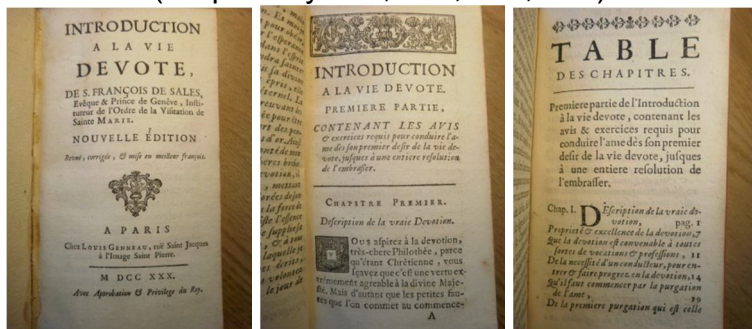 INTRODUCTION
A LA VIE
DEVOTE,
DE S. FRANÇOIS DE SALES,
Evêque & Prince de Genêve, Insti-
tuteur de l'Ordre de la Visitation de
Sainte MARIE.
NOUVELLE ÉDITION
Revûë, corrigée, & mise en meilleur françois.
A PARIS
Chez LOUIS GENNEAU, ruë Saint Jacques
à l'Image Saint Pierre.
M DCC XXX.
Avec Aprobation & Privilege du Roy.
INTRODUCTION
A LA VIE DEVOTE.
PREMIERE PARTIE,
CONTENANT LES AVIS
& exercices requis pour conduire l'a-
me dès son premier desir de la vie de-
vote, jusques à une entiere resolution
de l'embrasser.
CHAPITRE PREMIER.
Description de la vraie Devotion.
VOUS aspirez à la devotion,
très-chere Philothée, parce
qu'étant Chrétienne, vous
sçavez que c'est une vertu ex-
trêmement agreable à la divine Maje-
sté. Mais d'autant que les petites fau-
tes que l'on commet au commence-
A
TABLE
DES CHAPITRES.
Premiere partie de l'Introduction
à la vie devote, contenant les
avis & exercices requis pour
conduire l'ame dès son premier
desir de la vie devote, jusques
à une entiere resolution de
l'embrasser.
Chap. I. DEscription de la vraie de-
votion, pag. 1
Propriété & excellence de la devotion, 7
Que la devotion est convenable à toutes
sortes de vocations & professions, 11
De la necessité d'un conducteur, pour en-
trer & faire progrez en la devotion, 14
Qu'il faut commencer par la purgation
de l'ame, 19
De la premiere purgation qui est celle